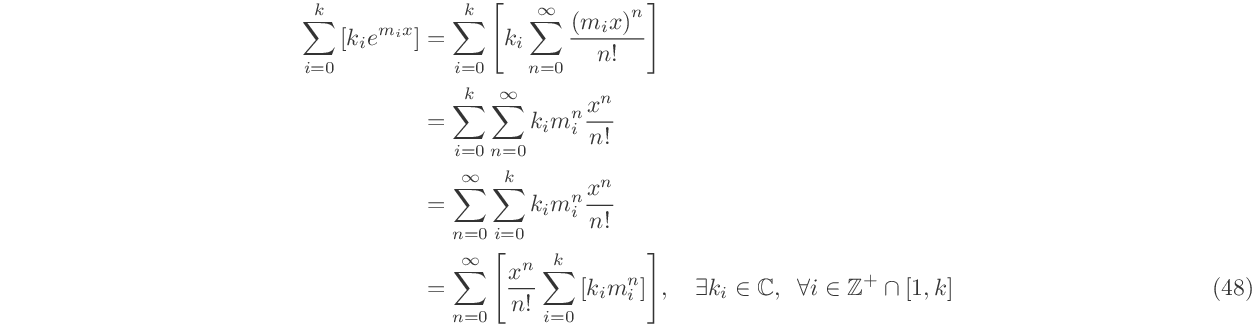 \sum_{i=0}^{k} [k_i e^{m_i x}] = \sum_{i=0}^{k} \left[ k_i \sum_{n=0}^{\infty} \frac{(m_i x)^n}{n!} \right]
= \sum_{i=0}^{k} \sum_{n=0}^{\infty} k_i m_i^n \frac{x^n}{n!}
= \sum_{n=0}^{\infty} \sum_{i=0}^{k} k_i m_i^n \frac{x^n}{n!}
= \sum_{n=0}^{\infty} \left[ \frac{x^n}{n!} \sum_{i=0}^{k} [k_i m_i^n] \right], \quad \exists k_i \in \mathbb{C}, \ \forall i \in \mathbb{Z}^+ \cap [1, k] \quad (48)